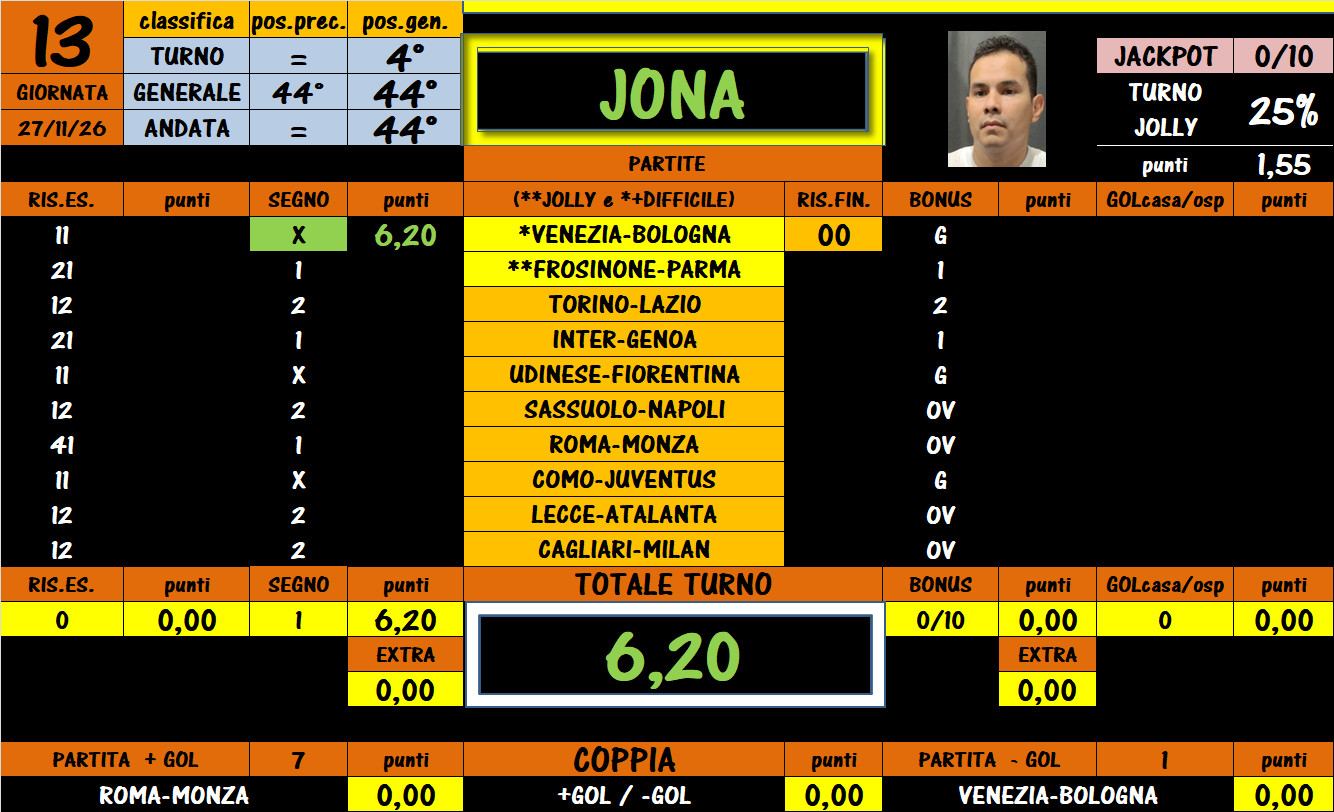 13 classifica pos.prec. pos.gen.
TURNO = 4°
JONA
JACKPOT 0/10
GIORNATA GENERALE 44° 44°
TURNO
JOLLY 25%
27/11/26 ANDATA = 44°
PARTITE
punti 1,55
RIS.ES. punti SEGNO punti (**JOLLY e *+DIFFICILE) RIS.FIN. BONUS punti GOLcasa/osp punti
11 X 6,20 *VENEZIA-BOLOGNA 00 G
21 1 **FROSINONE-PARMA 1
12 2 TORINO-LAZIO 2
21 1 INTER-GENOA 1
11 X UDINESE-FIORENTINA G
12 2 SASSUOLO-NAPOLI OV
41 1 ROMA-MONZA OV
11 X COMO-JUVENTUS G
12 2 LECCE-ATALANTA OV
12 2 CAGLIARI-MILAN OV
RIS.ES. punti SEGNO punti TOTALE TURNO BONUS punti GOLcasa/osp punti
0 0,00 1 6,20 6,20 0/10 0,00 0 0,00
EXTRA EXTRA
0,00 0,00
PARTITA + GOL 7 punti COPPIA punti PARTITA - GOL 1 punti
ROMA-MONZA 0,00 +GOL / -GOL 0,00 VENEZIA-BOLOGNA 0,00